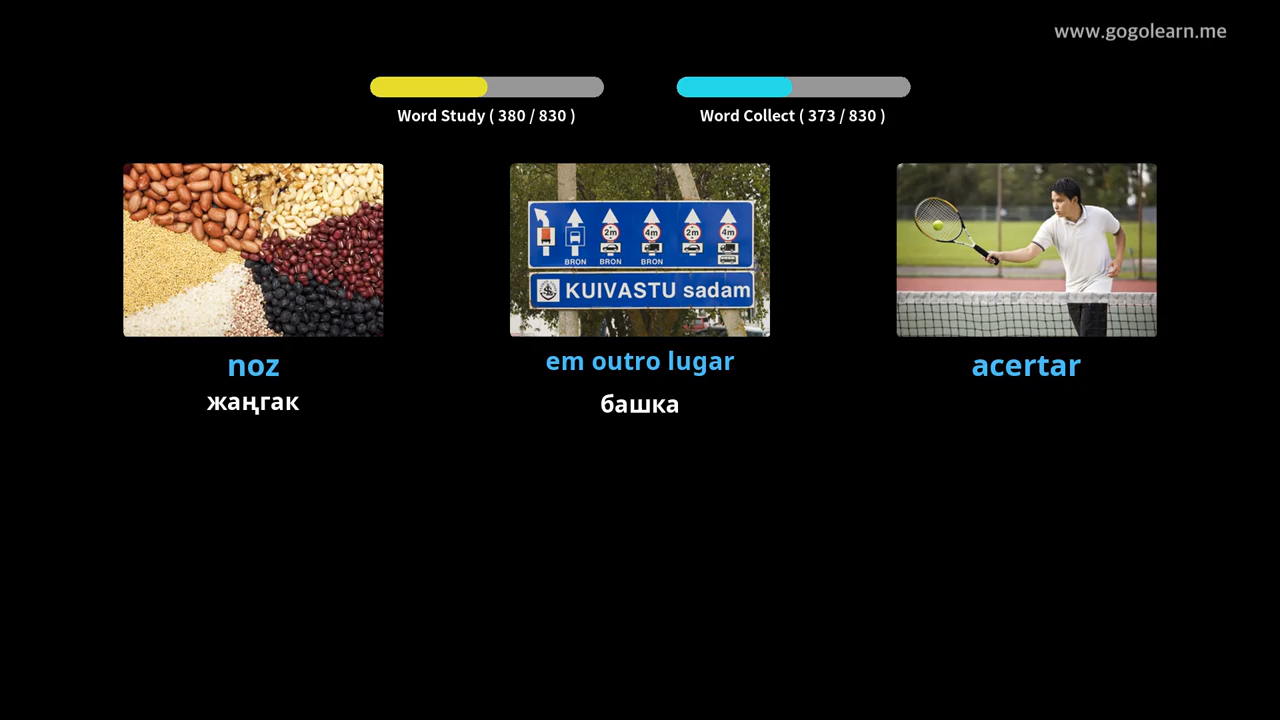 www.gogolearn.me
Word Study ( 380 / 830 )
Word Collect ( 373 / 830 )
BRON
BRON
BRON
2m
4m
2m
4m
KUIVASTU sadam
noz
em outro lugar
acertar
жаңгак
башка